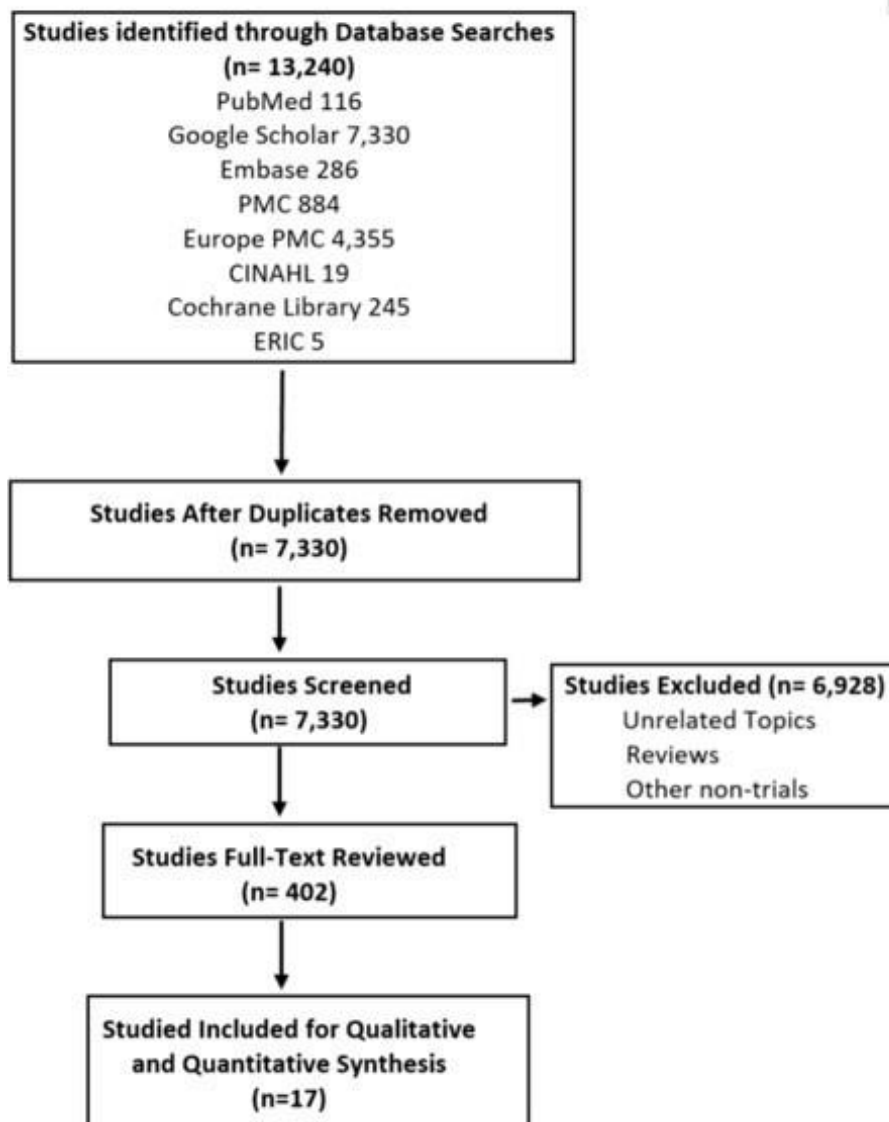 Studies identified through Database Searches
(n= 13,240)
PubMed 116
Google Scholar 7,330
Embase 286
PMC 884
Europe PMC 4,355
CINAHL 19
Cochrane Library 245
ERIC 5
Studies After Duplicates Removed
(n= 7,330)
Studies Screened
(n= 7,330)
Studies Excluded (n= 6,928)
Unrelated Topics
Reviews
Other non-trials
Studies Full-Text Reviewed
(n= 402)
Studied Included for Qualitative
and Quantitative Synthesis
(n=17)